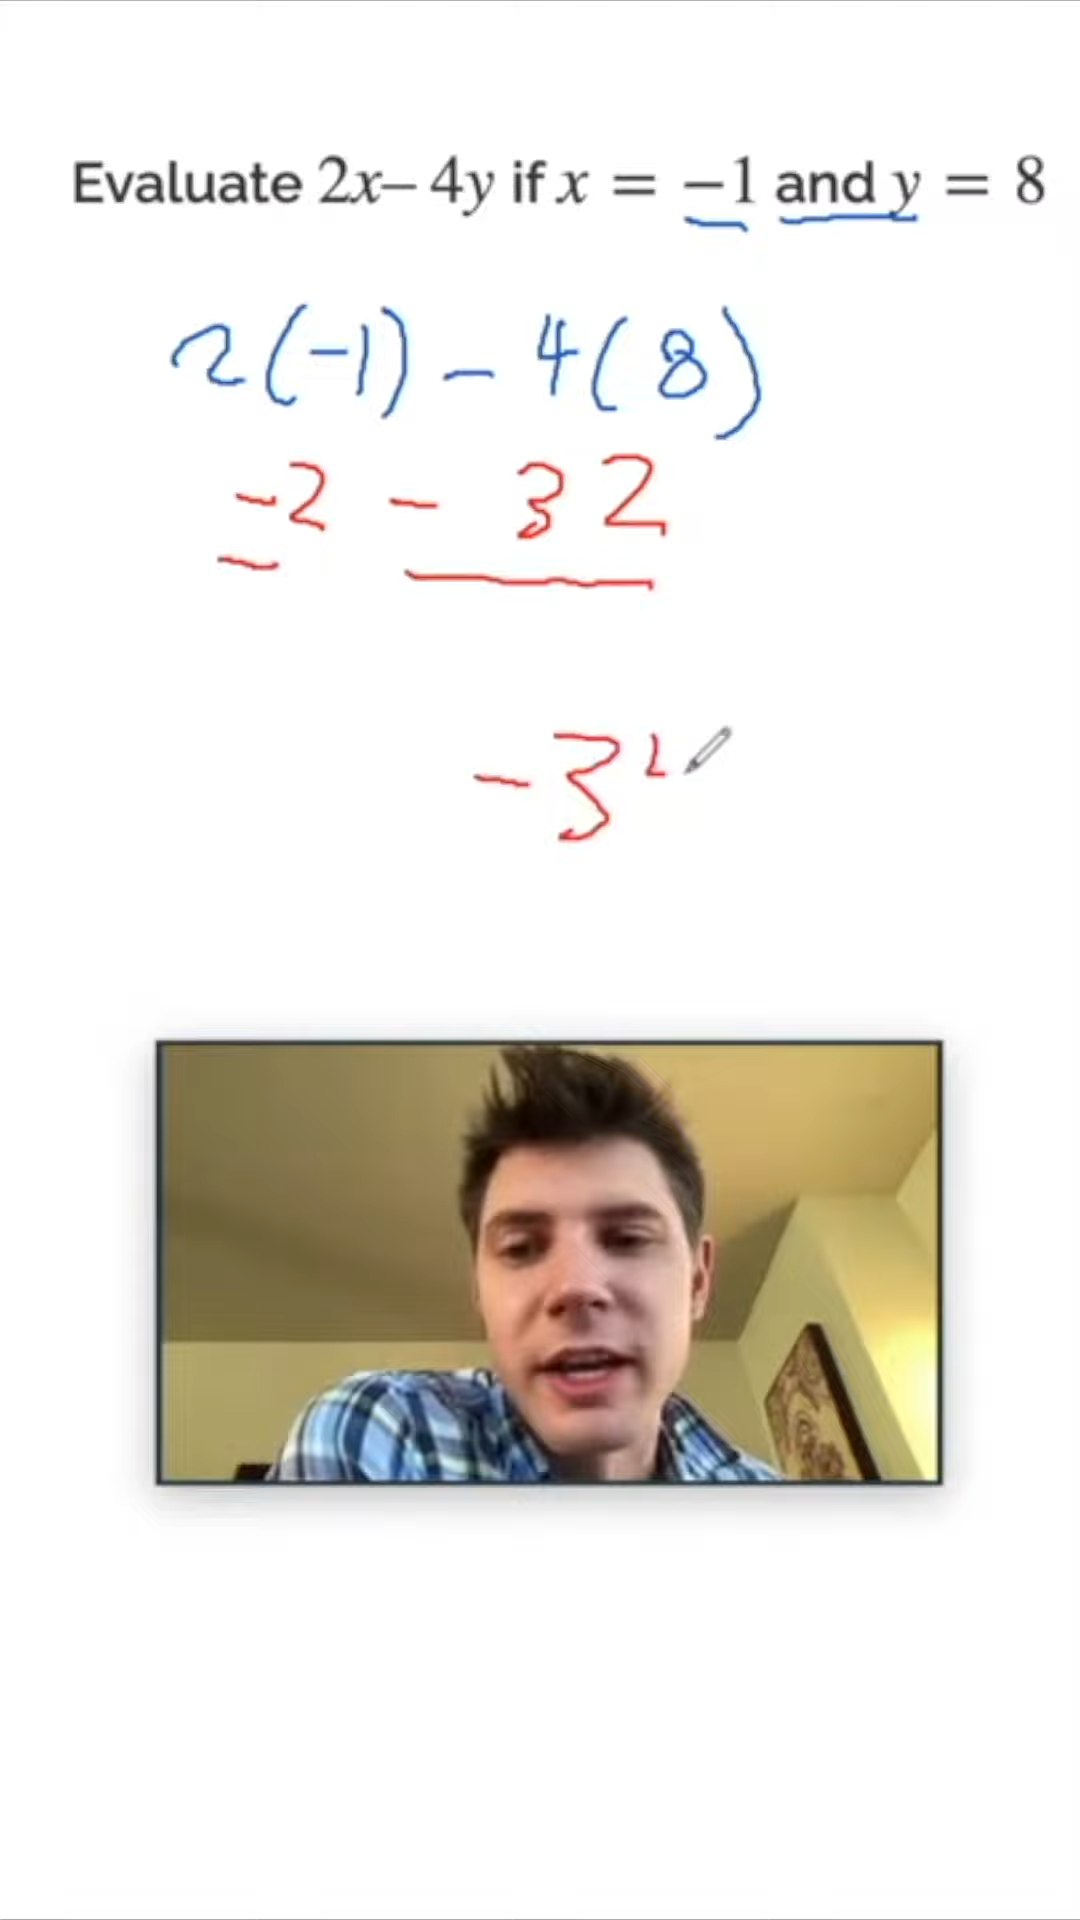 Evaluate 2x– 4y if x = −1 and y = 8
2(-1) - 4(8)
-2 - 32
-3